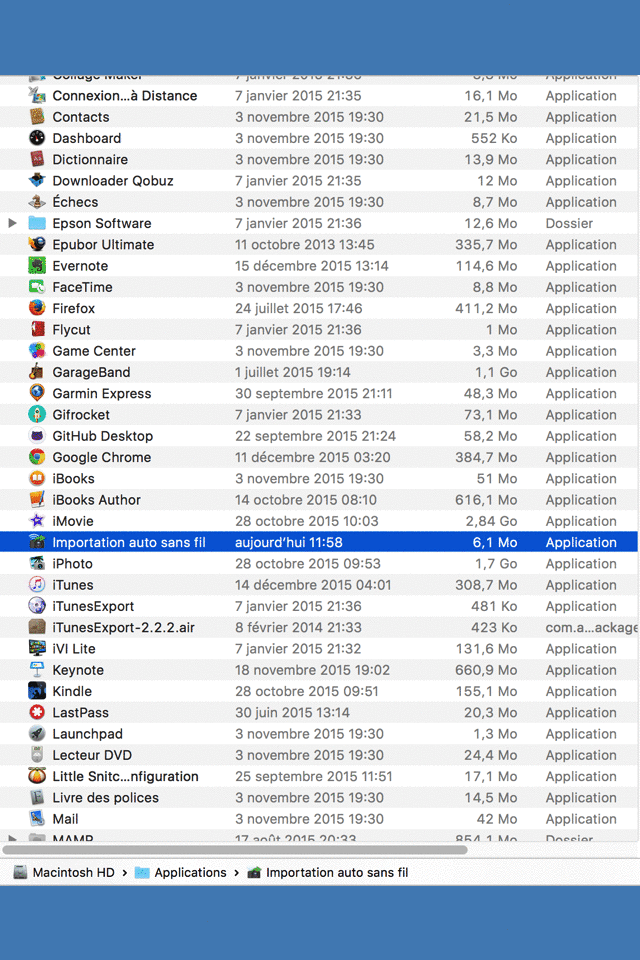 Collage Maker 7 janvier 2015 21:36 Application
Connexion…à Distance 7 janvier 2015 21:35 16,1 Mo Application
Contacts 3 novembre 2015 19:30 21,5 Mo Application
Dashboard 3 novembre 2015 19:30 552 Ko Application
Dictionnaire 3 novembre 2015 19:30 13,9 Mo Application
Downloader Qobuz 7 janvier 2015 21:35 12 Mo Application
Échecs 3 novembre 2015 19:30 8,7 Mo Application
Epson Software 7 janvier 2015 21:36 12,6 Mo Dossier
Epubor Ultimate 11 octobre 2013 13:45 335,7 Mo Application
Evernote 15 décembre 2015 13:14 114,6 Mo Application
FaceTime 3 novembre 2015 19:30 8,8 Mo Application
Firefox 24 juillet 2015 17:46 411,2 Mo Application
Flycut 7 janvier 2015 21:36 1 Mo Application
Game Center 3 novembre 2015 19:30 3,3 Mo Application
GarageBand 1 juillet 2015 19:14 1,1 Go Application
Garmin Express 30 septembre 2015 21:11 48,3 Mo Application
Gifrocket 7 janvier 2015 21:33 73,1 Mo Application
GitHub Desktop 22 septembre 2015 21:24 58,2 Mo Application
Google Chrome 11 décembre 2015 03:20 384,7 Mo Application
iBooks 3 novembre 2015 19:30 51 Mo Application
iBooks Author 14 octobre 2015 08:10 616,1 Mo Application
iMovie 28 octobre 2015 10:03 2,84 Go Application
Importation auto sans fil aujourd’hui 11:58 6,1 Mo Application
iPhoto 28 octobre 2015 09:53 1,7 Go Application
iTunes 14 décembre 2015 04:01 308,7 Mo Application
iTunesExport 7 janvier 2015 21:36 481 Ko Application
iTunesExport-2.2.2.air 8 février 2014 21:33 423 Ko com.a…ackage
iVI Lite 7 janvier 2015 21:32 131,6 Mo Application
Keynote 18 novembre 2015 19:02 660,9 Mo Application
Kindle 28 octobre 2015 09:51 155,1 Mo Application
LastPass 30 juin 2015 13:14 20,3 Mo Application
Launchpad 3 novembre 2015 19:30 1,3 Mo Application
Lecteur DVD 3 novembre 2015 19:30 24,4 Mo Application
Little Snitc…nfiguration 25 septembre 2015 11:51 17,1 Mo Application
Livre des polices 3 novembre 2015 19:30 14,5 Mo Application
Mail 3 novembre 2015 19:30 42 Mo Application
MAMP 17 août 2015 20:33 854,1 Mo Dossier
Macintosh HD › Applications › Importation auto sans fil